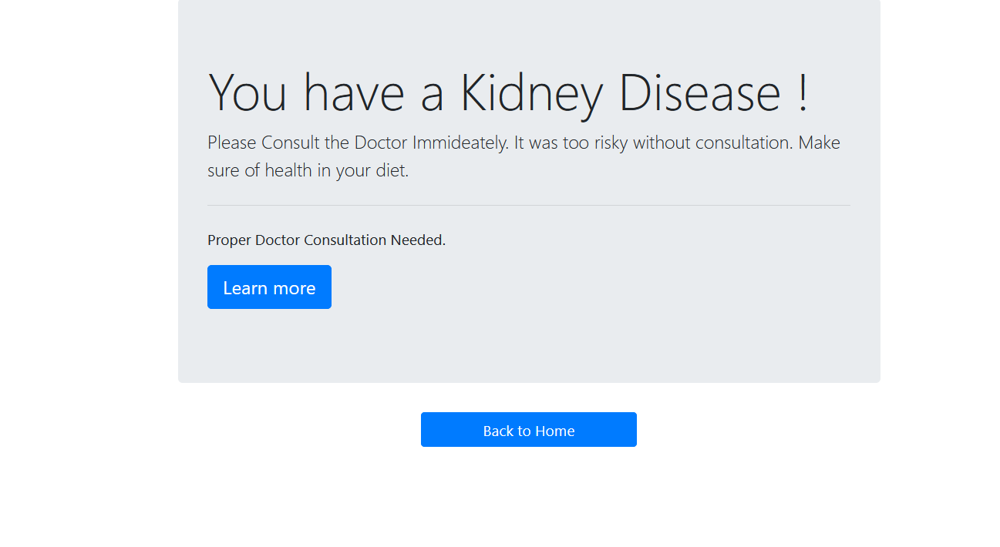 You have a Kidney Disease !
Please Consult the Doctor Immideately. It was too risky without consultation. Make
sure of health in your diet.
Proper Doctor Consultation Needed.
Learn more
Back to Home